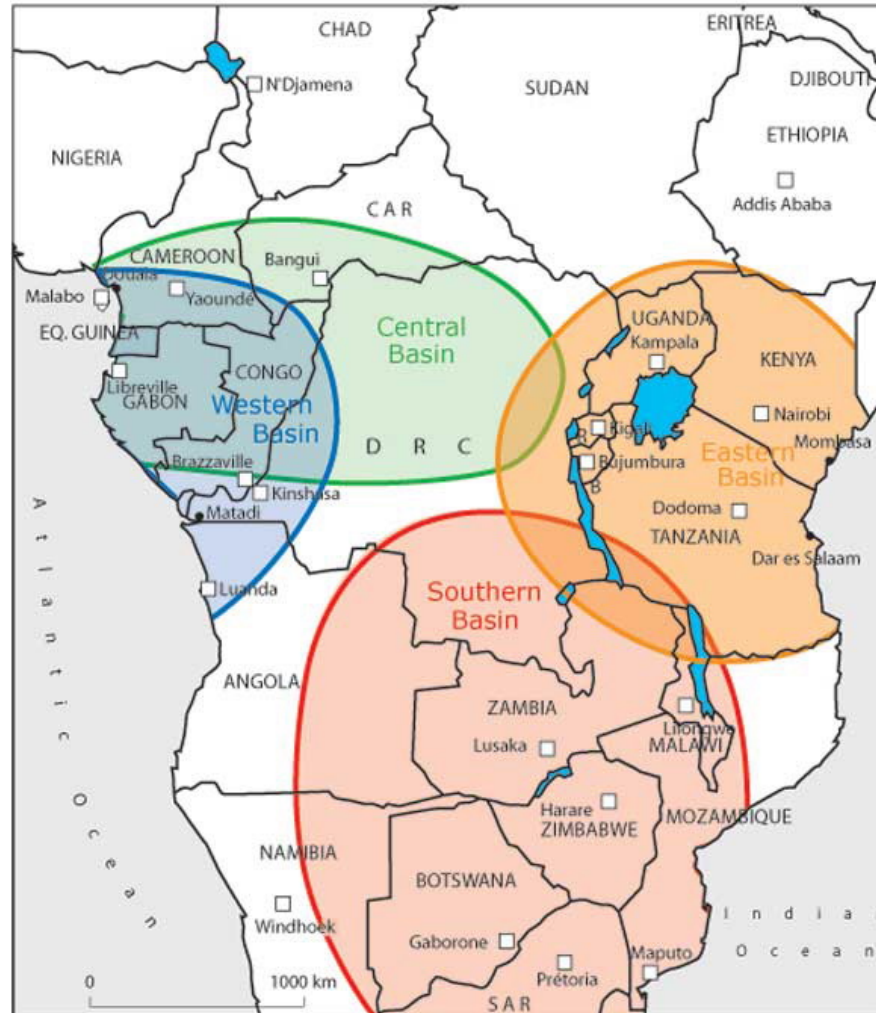 CHAD
ERITREA
N'Djamena
SUDAN
DJIBOUTI
NIGERIA
ETHIOPIA
Addis Ababa
CAR
CAMEROON
Bangui
Douala
Malabo
Yaoundé
EQ. GUINEA
Central
Basin
UGANDA
Kampala
KENYA
CONGO
Libreville
GABON
Western
Basin
Nairobi
Kigali
R
Mombasa
DRC
Brazzaville
Bujumbura
Eastern
Basin
Kinshasa
B
Matadi
Dodoma
TANZANIA
Dar es Salaam
Luanda
Southern
Basin
Atlantic Ocean
ANGOLA
ZAMBIA
Lilongwe
Lusaka
MALAWI
Harare
ZIMBABWE
MOZAMBIQUE
NAMIBIA
BOTSWANA
Windhoek
Gaborone
India
Ocean
Maputo
Prétoria
0 1000 km
SAR